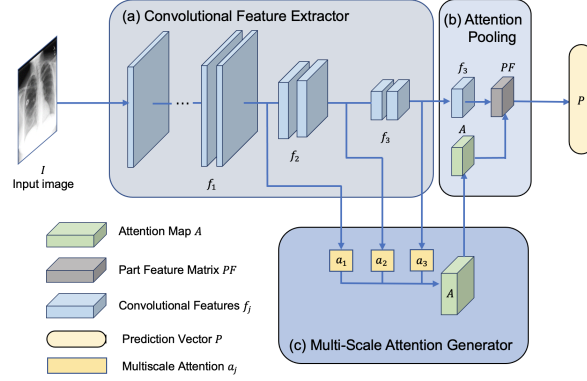 (a) Convolutional Feature Extractor
(b) Attention
Pooling
I
Input image
...
f₁
f₂
f₃
f₃
PF
A
P
a₁
a₂
a₃
A
(c) Multi-Scale Attention Generator
Attention Map A
Part Feature Matrix PF
Convolutional Features fⱼ
Prediction Vector P
Multiscale Attention aⱼ